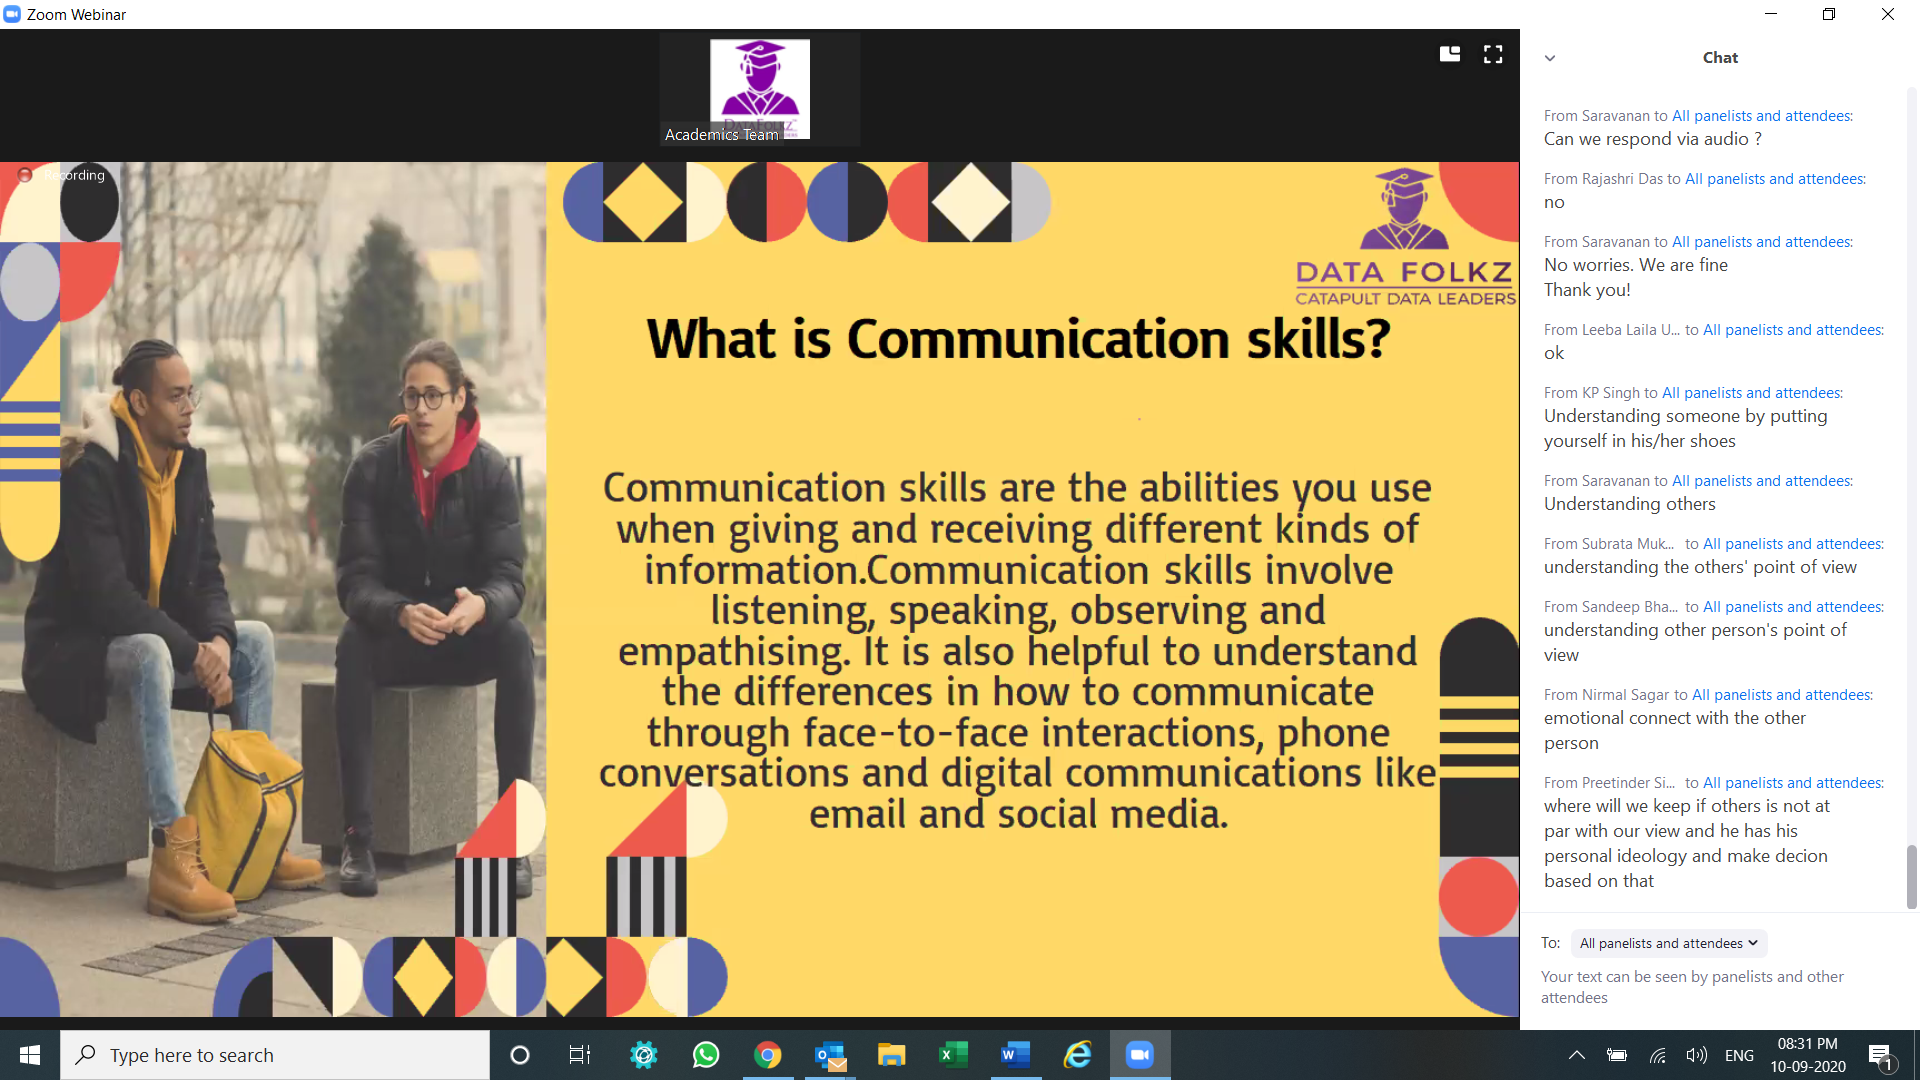 Zoom Webinar
Academics Team
Recording
DATA FOLKZ
CATAPULT DATA LEADERS
What is Communication skills?
Communication skills are the abilities you use
when giving and receiving different kinds of
information.Communication skills involve
listening, speaking, observing and
empathising. It is also helpful to understand
the differences in how to communicate
through face-to-face interactions, phone
conversations and digital communications like
email and social media.
Chat
From Saravanan to All panelists and attendees:
Can we respond via audio ?
From Rajashri Das to All panelists and attendees:
no
From Saravanan to All panelists and attendees:
No worries. We are fine
Thank you!
From Leeba Laila U... to All panelists and attendees:
ok
From KP Singh to All panelists and attendees:
Understanding someone by putting
yourself in his/her shoes
From Saravanan to All panelists and attendees:
Understanding others
From Subrata Muk... to All panelists and attendees:
understanding the others' point of view
From Sandeep Bha... to All panelists and attendees:
understanding other person's point of
view
From Nirmal Sagar to All panelists and attendees:
emotional connect with the other
person
From Preetinder Si... to All panelists and attendees:
where will we keep if others is not at
par with our view and he has his
personal ideology and make decion
based on that
To: All panelists and attendees
Your text can be seen by panelists and other
attendees
Type here to search
ENG
08:31 PM
10-09-2020
1